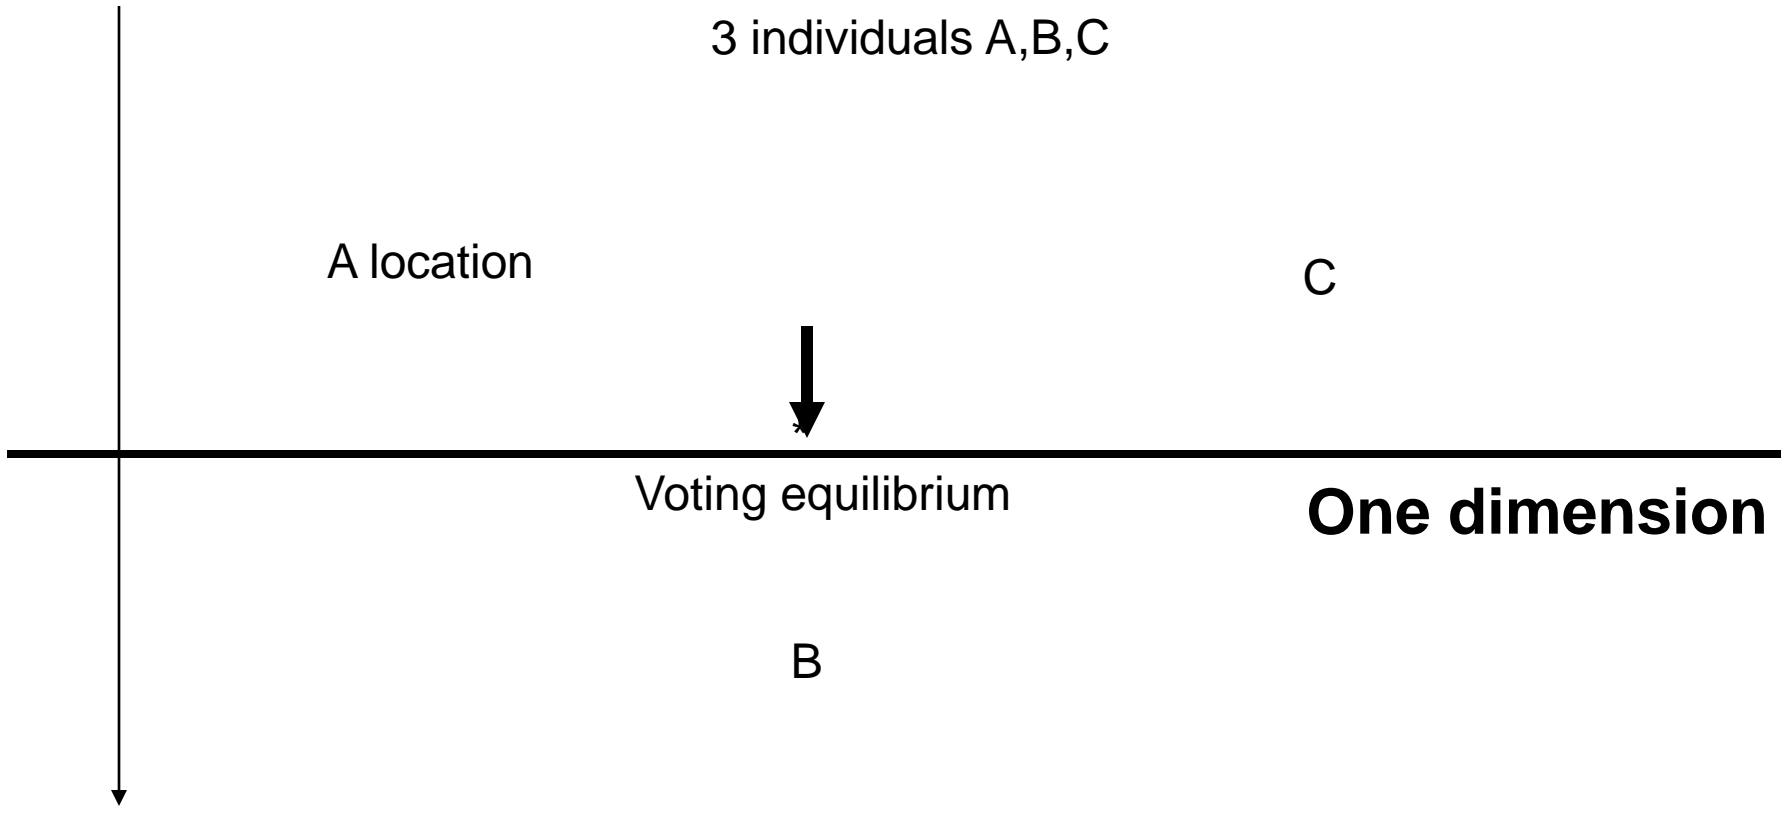 3 individuals A,B,C
A location
C
*
Voting equilibrium
One dimension
B